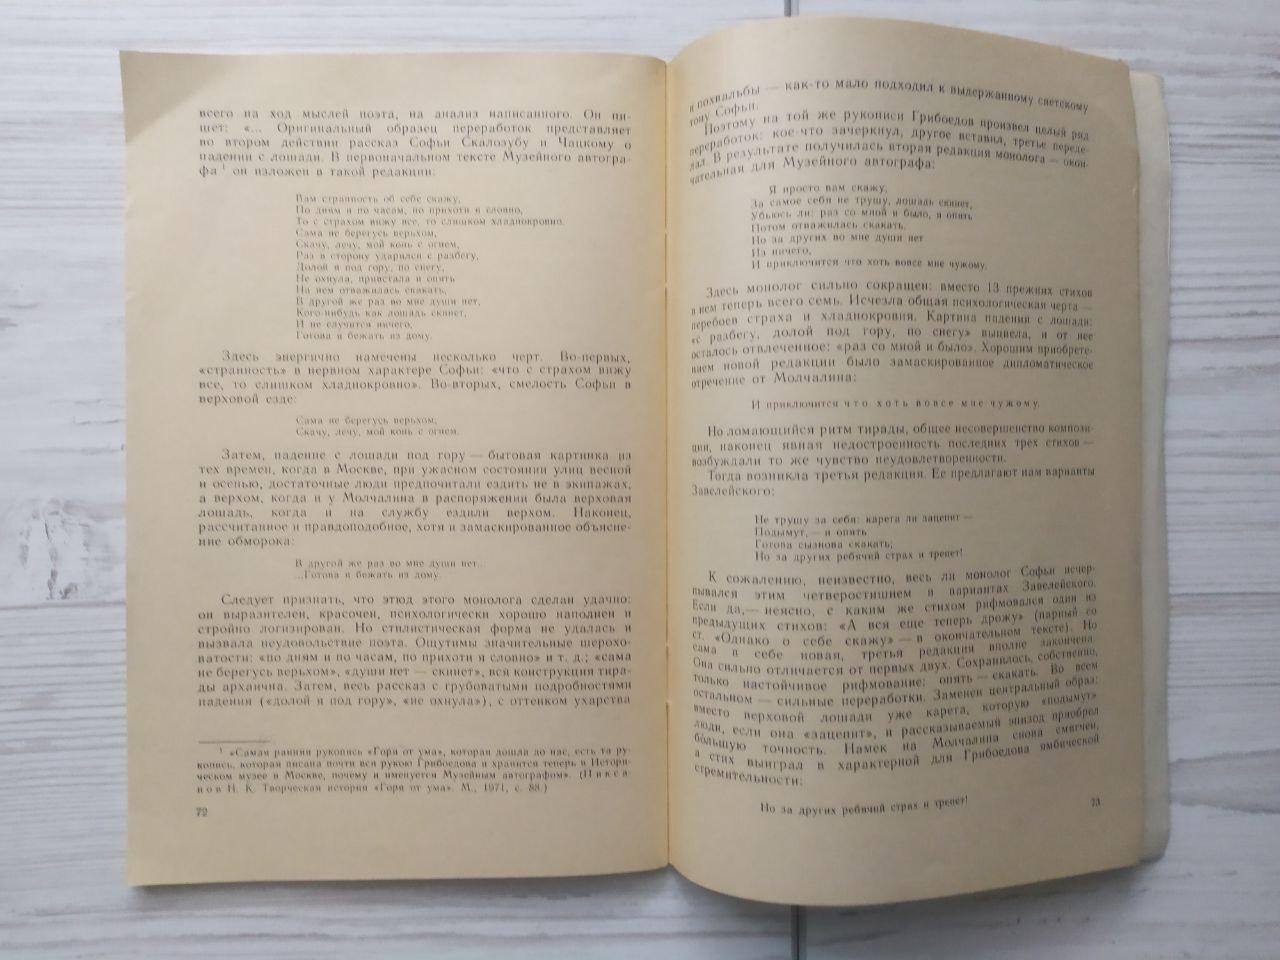 всего на ход мыслей поэта, на анализ написанного. Он пи-
шет: «... Оригинальный образец переработок представляет
во втором действии рассказ Софьи Скалозубу и Чацкому о
падении с лошади. В первоначальном тексте Музейного автогра-
фа ¹ он изложен в такой редакции:
Вам странность об себе скажу,
По дням и по часам, по прихоти я словно,
То с страхом вижу все, то слишком хладнокровно.
Сама не берегусь верьхом,
Скачу, лечу, мой конь с огнем,
Раз в сторону ударился с разбегу,
Долой я под гору, по снегу,
Не охнула, привстала и опять
На нем отважилась скакать,
В другой же раз во мне души нет,
Кого-нибудь как лошадь скинет,
И не случится ничего,
Готова я бежать из дому.
Здесь энергично намечены несколько черт. Во-первых,
«странность» в нервном характере Софьи: «что с страхом вижу
все, то слишком хладнокровно». Во-вторых, смелость Софьи в
верховой езде:
Сама не берегусь верьхом,
Скачу, лечу, мой конь с огнем.
Затем, падение с лошади под гору — бытовая картинка из
тех времен, когда в Москве, при ужасном состоянии улиц весной
и осенью, достаточные люди предпочитали ездить не в экипажах,
а верхом, когда и у Молчалина в распоряжении была верховая
лошадь, когда и на службу ездили верхом. Наконец,
рассчитанное и правдоподобное, хотя и замаскированное объясне-
ние обморока:
В другой же раз во мне души нет...
...Готова я бежать из дому.
Следует признать, что этюд этого монолога сделан удачно:
он выразителен, красочен, психологически хорошо наполнен и
стройно логизирован. Но стилистическая форма не удалась и
вызвала неудовольствие поэта. Ощутимы значительные шерохо-
ватости: «по дням и по часам, по прихоти я словно» и т. д.; «сама
не берегусь верьхом», «души нет — скинет», вся конструкция тира-
ды архаична. Затем, весь рассказ с грубоватыми подробностями
падения («долой я под гору», «не охнула»), с оттенком ухарства
¹ «Самая ранняя рукопись «Горя от ума», которая дошла до нас, есть та ру-
копись, которая писана почти вся рукою Грибоедова и хранится теперь в Истори-
ческом музее в Москве, почему и именуется Музейным автографом». (Пикса-
нов Н. К. Творческая история «Горя от ума». М., 1971, с. 88.)
72
и похвальбы — как-то мало подходил к выдержанному светскому
тону Софьи.
Поэтому на той же рукописи Грибоедов произвел целый ряд
переработок: кое-что зачеркнул, другое вставил, третье переде-
лал. В результате получилась вторая редакция монолога — окон-
чательная для Музейного автографа:
Я просто вам скажу,
За самое себя не трушу, лошадь скинет,
Убьюсь ли: раз со мной и было, я опять
Потом отважилась скакать.
Но за других во мне души нет
Из ничего,
И приключится что хоть вовсе мне чужому.
Здесь монолог сильно сокращен: вместо 13 прежних стихов
в нем теперь всего семь. Исчезла общая психологическая черта —
перебоев страха и хладнокровия. Картина падения с лошади:
«с разбегу, долой под гору, по снегу» выцвела, и от нее
осталось отвлеченное: «раз со мной и было». Хорошим приобрете-
нием новой редакции было замаскированное дипломатическое
отречение от Молчалина:
И приключится что хоть вовсе мне чужому.
Но ломающийся ритм тирады, общее несовершенство компози-
ции, наконец явная недостроенность последних трех стихов —
возбуждали то же чувство неудовлетворенности.
Тогда возникла третья редакция. Ее предлагают нам варианты
Завелейского:
Не трушу за себя: карета ли зацепит —
Подымут, — я опять
Готова сызнова скакать;
Но за других ребячий страх и трепет!
К сожалению, неизвестно, весь ли монолог Софьи исчер-
пывался этим четверостишием в вариантах Завелейского.
Если да, — неясно, с каким же стихом рифмовался один из
предыдущих стихов: «А вся еще теперь дрожу» (парный со
ст. «Однако о себе скажу» — в окончательном тексте). Но
сама в себе новая, третья редакция вполне закончена.
Она сильно отличается от первых двух. Сохранилось, собственно,
только настойчивое рифмование: опять — скакать. Во всем
остальном — сильные переработки. Заменен центральный образ:
вместо верховой лошади уже карета, которую «подымут»
люди, если она «зацепит», и рассказываемый эпизод приобрел
бо́льшую точность. Намек на Молчалина снова смягчен,
а стих выиграл в характерной для Грибоедова ямбической
стремительности:
Но за других ребячий страх и трепет!
73